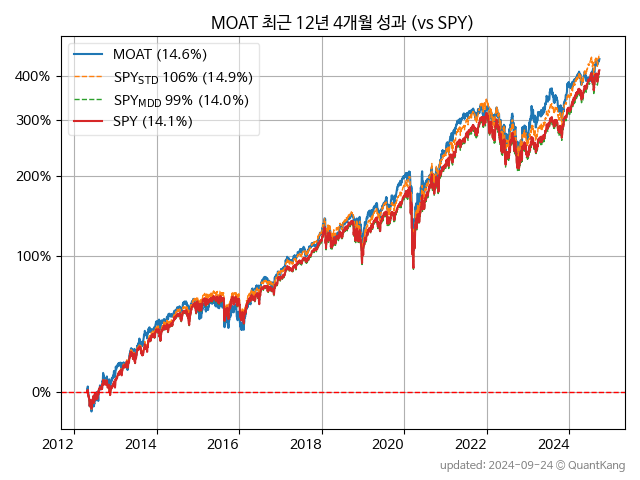 MOAT 최근 12년 4개월 성과 (vs SPY)
MOAT (14.6%)
SPY_STD 106% (14.9%)
SPY_MDD 99% (14.0%)
SPY (14.1%)
400%
300%
200%
100%
0%
2012 2014 2016 2018 2020 2022 2024
updated: 2024-09-24 © QuantKang